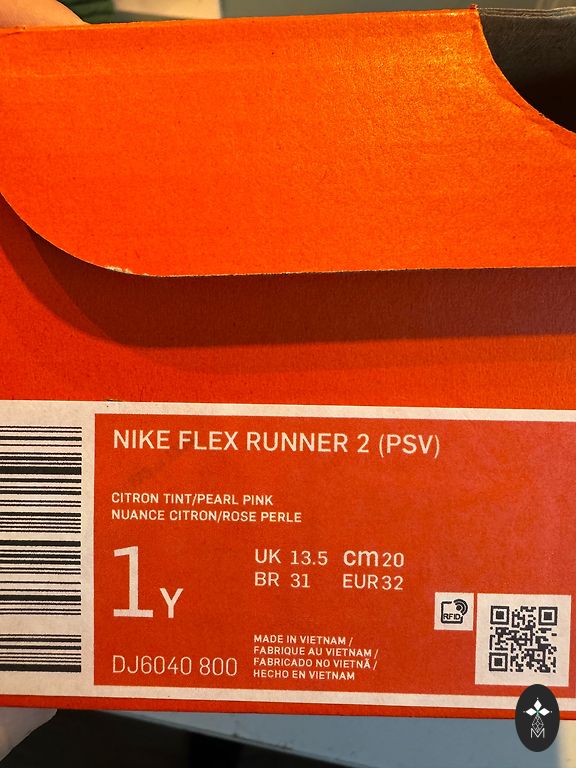 NIKE FLEX RUNNER 2 (PSV)
CITRON TINT/PEARL PINK
NUANCE CITRON/ROSE PERLE
1Y
UK 13.5 cm 20
BR 31 EUR 32
RFID
DJ6040 800
MADE IN VIETNAM /
FABRIQUE AU VIETNAM /
FABRICADO NO VIETNÃ /
HECHO EN VIETNAM
M